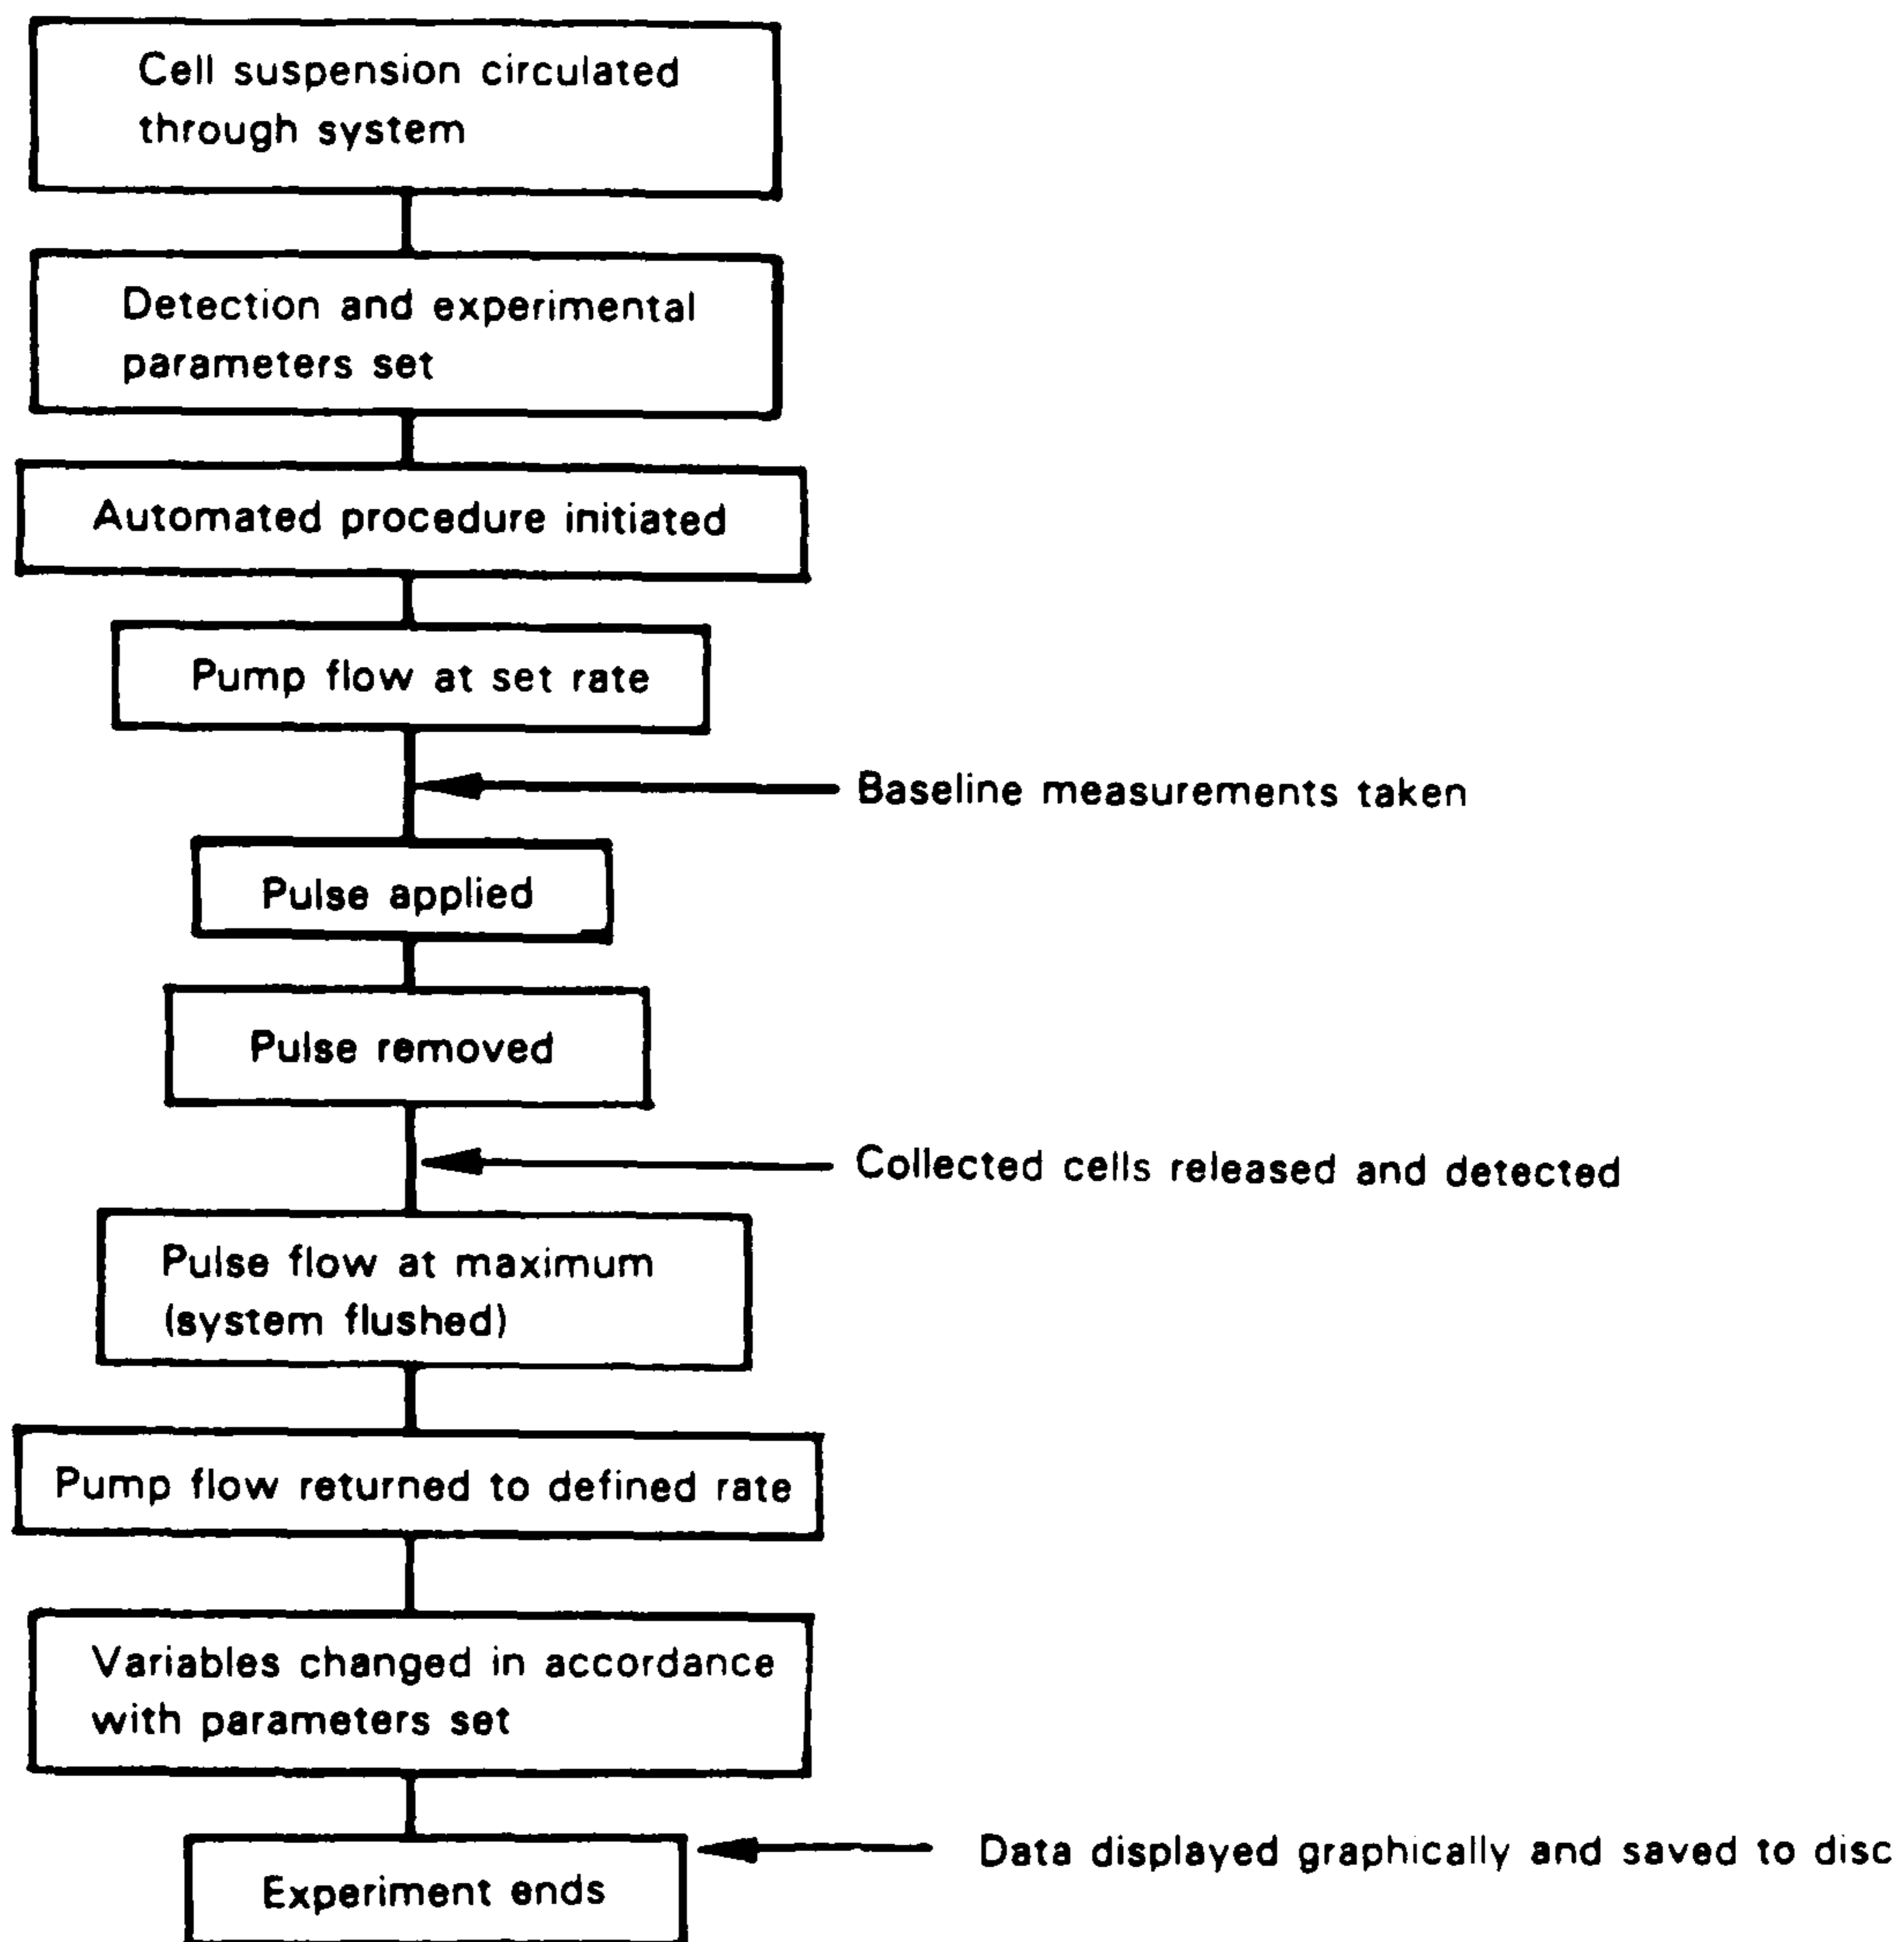 Cell suspension circulated
through system
Detection and experimental
parameters set
Automated procedure initiated
Pump flow at set rate
Baseline measurements taken
Pulse applied
Pulse removed
Collected cells released and detected
Pulse flow at maximum
(system flushed)
Pump flow returned to defined rate
Variables changed in accordance
with parameters set
Data displayed graphically and saved to disc
Experiment ends